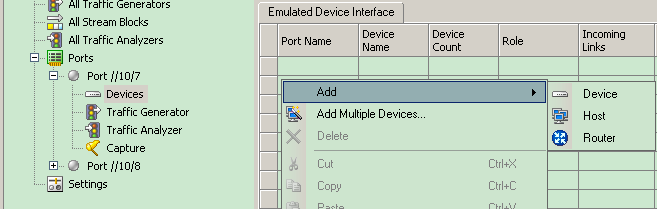 All Traffic Generators
All Stream Blocks
All Traffic Analyzers
Ports
Port //10/7
Devices
Traffic Generator
Traffic Analyzer
Capture
Port //10/8
Settings
Emulated Device Interface
Port Name
Device Name
Device Count
Role
Incoming Links
Add
Add Multiple Devices...
Delete
Cut Ctrl+X
Copy Ctrl+C
Paste Ctrl+V
Device
Host
Router